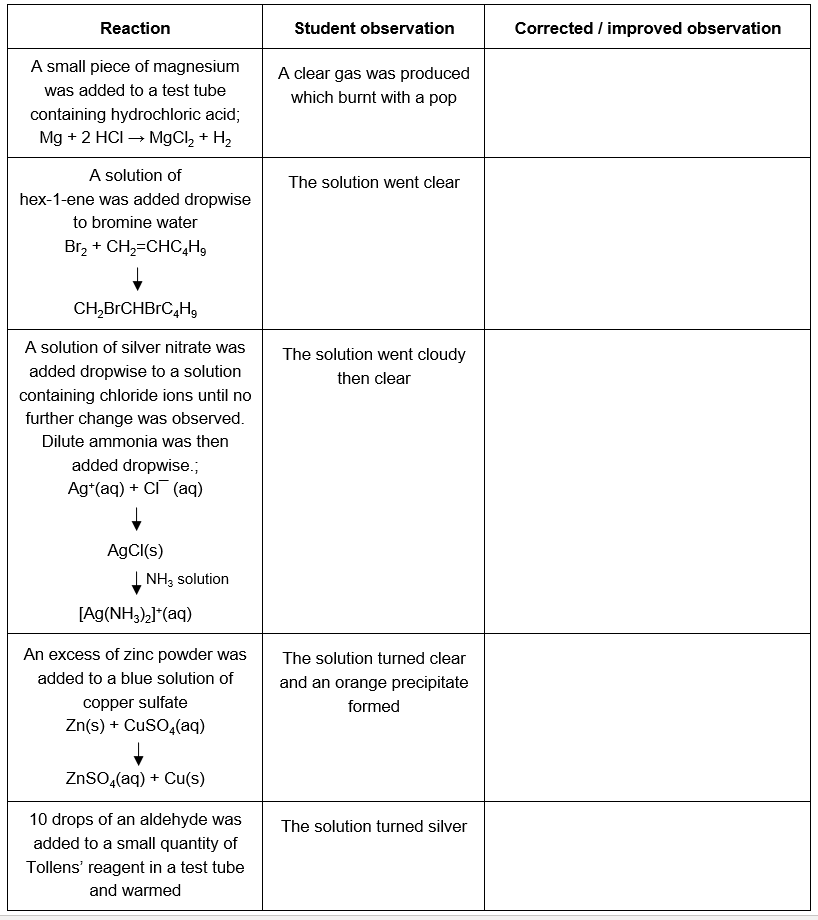 Reaction
Student observation
Corrected / improved observation
A small piece of magnesium
was added to a test tube
containing hydrochloric acid;
Mg + 2 HCl → MgCl₂ + H₂
A clear gas was produced
which burnt with a pop
A solution of
hex-1-ene was added dropwise
to bromine water
Br₂ + CH₂=CHC₄H₉
↓
CH₂BrCHBrC₄H₉
The solution went clear
A solution of silver nitrate was
added dropwise to a solution
containing chloride ions until no
further change was observed.
Dilute ammonia was then
added dropwise.;
Ag⁺(aq) + Cl⁻ (aq)
↓
AgCl(s)
↓ NH₃ solution
[Ag(NH₃)₂]⁺(aq)
The solution went cloudy
then clear
An excess of zinc powder was
added to a blue solution of
copper sulfate
Zn(s) + CuSO₄(aq)
↓
ZnSO₄(aq) + Cu(s)
The solution turned clear
and an orange precipitate
formed
10 drops of an aldehyde was
added to a small quantity of
Tollens’ reagent in a test tube
and warmed
The solution turned silver